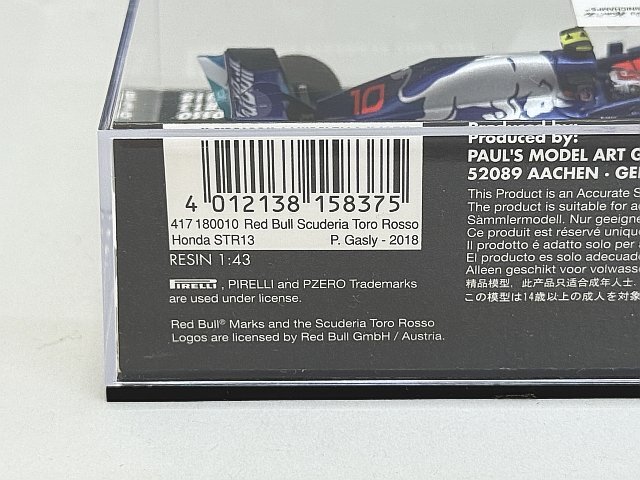 10
4 012138 158375
417 180010 Red Bull Scuderia Toro Rosso
Honda STR13 P. Gasly - 2018
RESIN 1:43
PIRELLI , PIRELLI and PZERO Trademarks
are used under license.
Red Bull® Marks and the Scuderia Toro Rosso
Logos are licensed by Red Bull GmbH / Austria.
Produced by:
PAUL'S MODEL ART G
52089 AACHEN · GE
This Product is an Accurate S
The product is suitable for a
Sammlermodell. Nur geeigne
Ce produit est réservé unique
Il prodotto é adatto solo per
El producto es solo adecuad
Alleen geschikt voor volwass
精品模型，此产品只适合成年人士
この模型は14歳以上の成人を対象